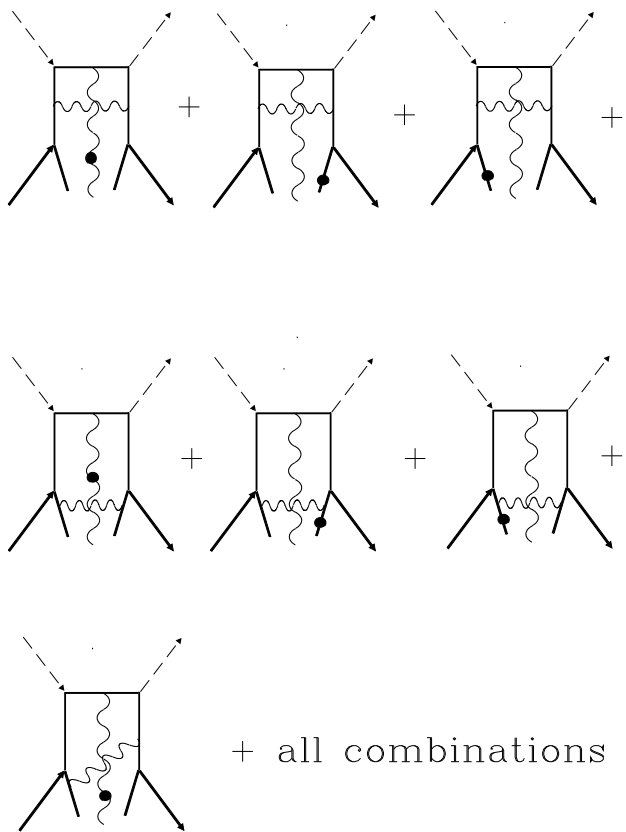 + + +
+ + +
+ all combinations